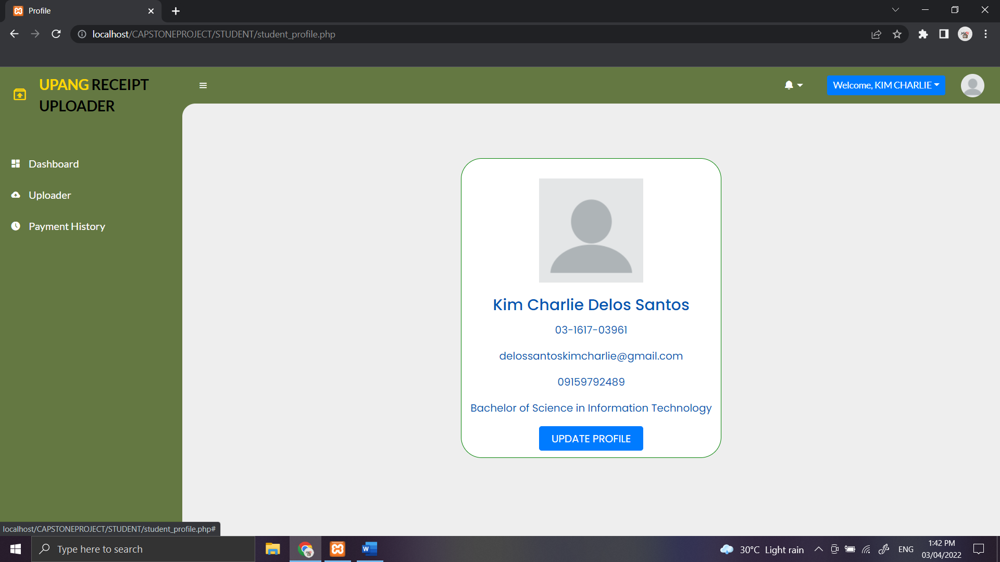 Profile
localhost/CAPSTONEPROJECT/STUDENT/student_profile.php
UPANG RECEIPT
UPLOADER
Welcome, KIM CHARLIE
Dashboard
Uploader
Payment History
Kim Charlie Delos Santos
03-1617-03961
delossantoskimcharlie@gmail.com
09159792489
Bachelor of Science in Information Technology
UPDATE PROFILE
localhost/CAPSTONEPROJECT/STUDENT/student_profile.php#
Type here to search
30°C Light rain
ENG
1:42 PM
03/04/2022